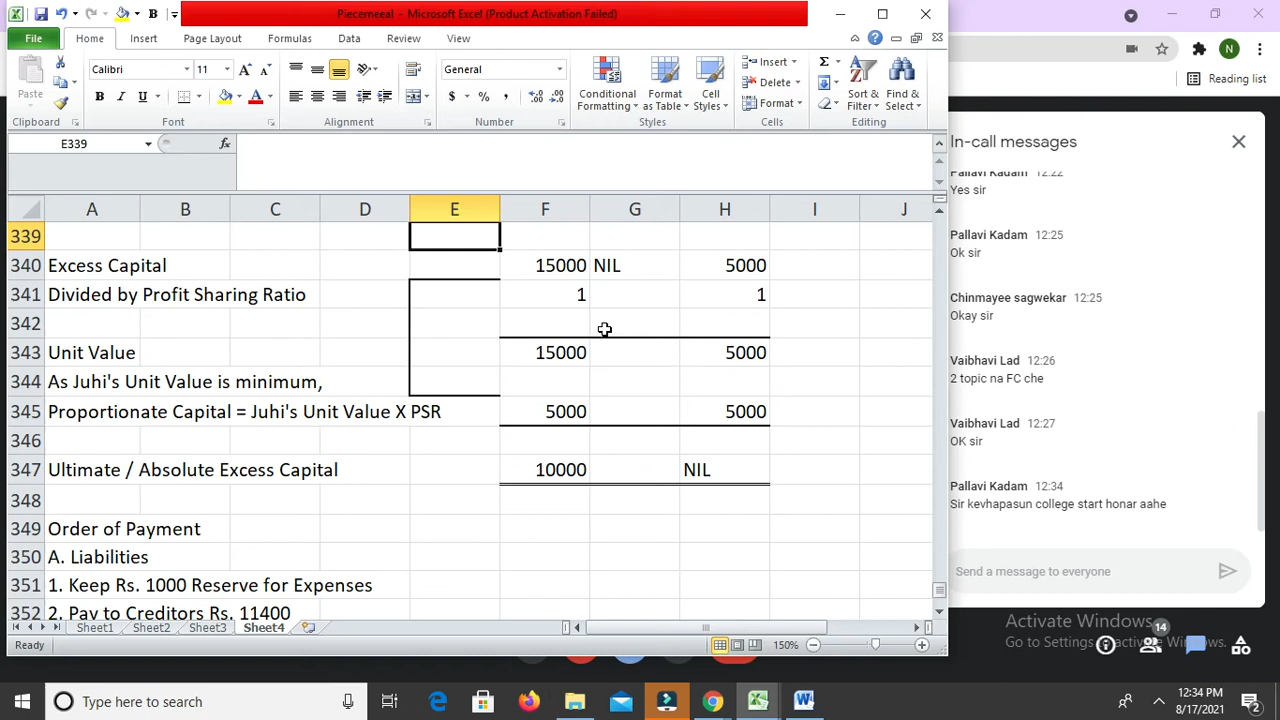 Piecemeeal - Microsoft Excel (Product Activation Failed)
File Home Insert Page Layout Formulas Data Review View
N
Reading list
Paste
Calibri 11
B I U
General
$ % ,
Conditional Formatting
Format as Table
Cell Styles
Insert
Delete
Format
Σ
Sort & Filter
Find & Select
Clipboard Font Alignment Number Styles Cells Editing
E339 fx
A B C D E F G H I J
339
340 Excess Capital 15000 NIL 5000
341 Divided by Profit Sharing Ratio 1 1
342
343 Unit Value 15000 5000
344 As Juhi's Unit Value is minimum,
345 Proportionate Capital = Juhi's Unit Value X PSR 5000 5000
346
347 Ultimate / Absolute Excess Capital 10000 NIL
348
349 Order of Payment
350 A. Liabilities
351 1. Keep Rs. 1000 Reserve for Expenses
352 2. Pay to Creditors Rs. 11400
Sheet1 Sheet2 Sheet3 Sheet4
Ready 150%
In-call messages
Pallavi Kadam 12:22
Yes sir
Pallavi Kadam 12:25
Ok sir
Chinmayee sagwekar 12:25
Okay sir
Vaibhavi Lad 12:26
2 topic na FC che
Vaibhavi Lad 12:27
OK sir
Pallavi Kadam 12:34
Sir kevhapasun college start honar aahe
Send a message to everyone
Activate Windows
Go to Settings to activate Windows.
14
Type here to search
12:34 PM
8/17/2021
2